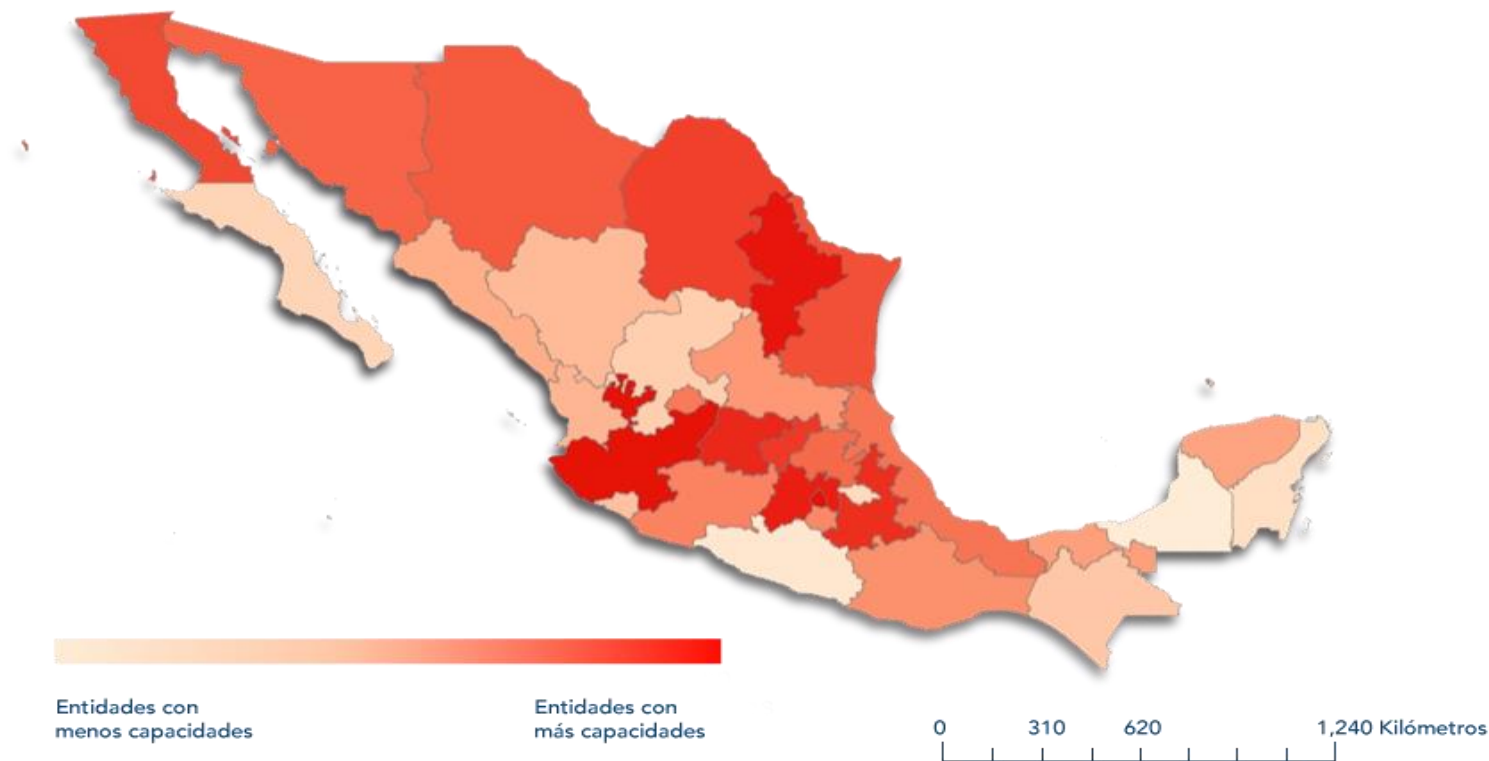 Entidades con
menos capacidades
Entidades con
más capacidades
0 310 620 1,240 Kilómetros